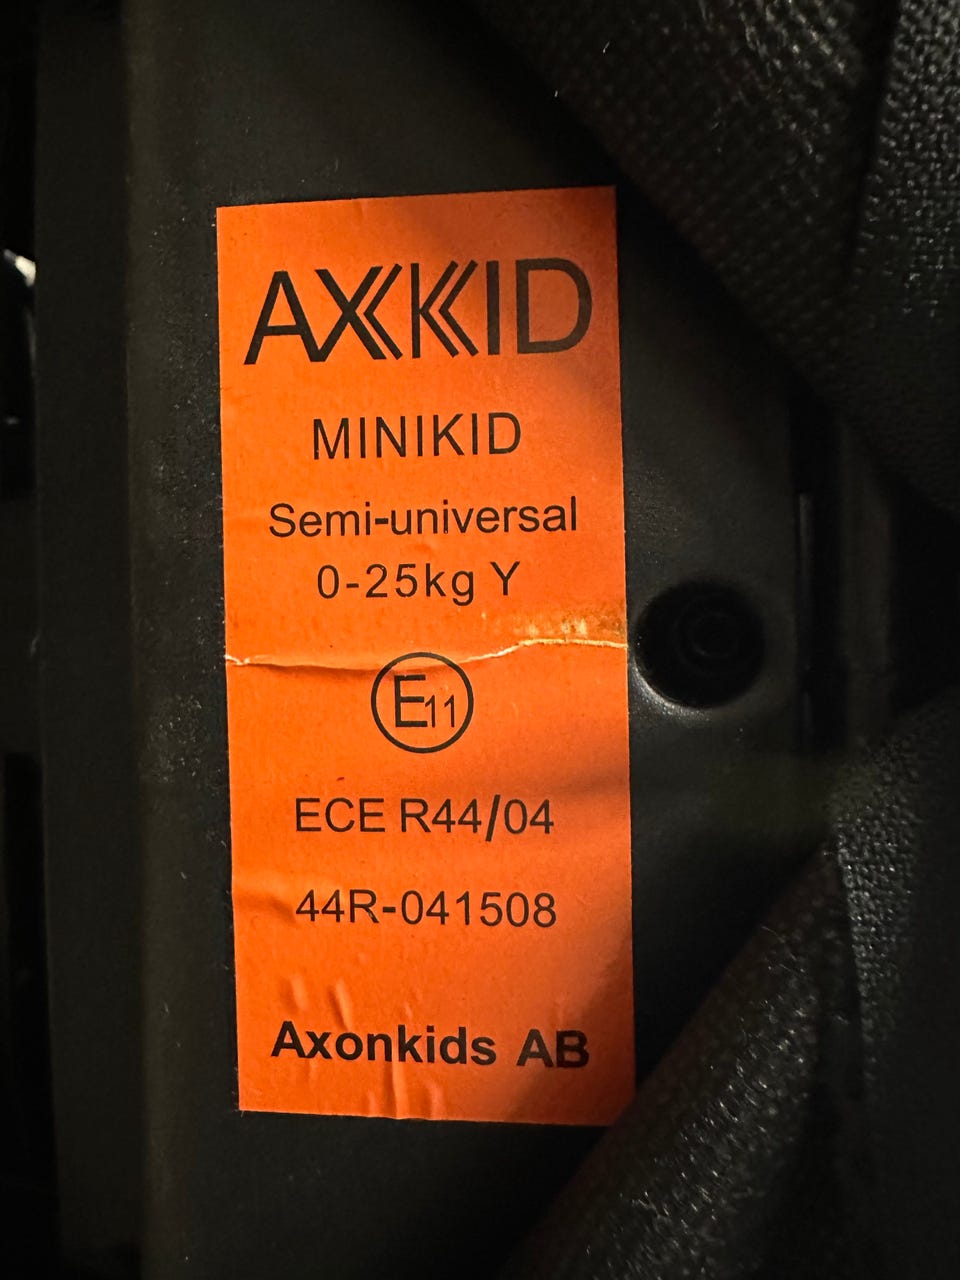 AXKID
MINIKID
Semi-universal
0-25kg Y
E11
ECE R44/04
44R-041508
Axonkids AB